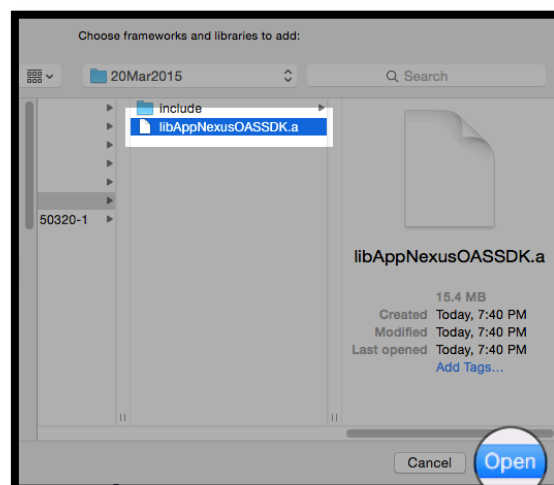 Choose frameworks and libraries to add:
20Mar2015
Search
include
libAppNexusOASSDK.a
50320-1
libAppNexusOASSDK.a
15.4 MB
Created Today, 7:40 PM
Modified Today, 7:40 PM
Last opened Today, 7:40 PM
Add Tags...
Cancel
Open